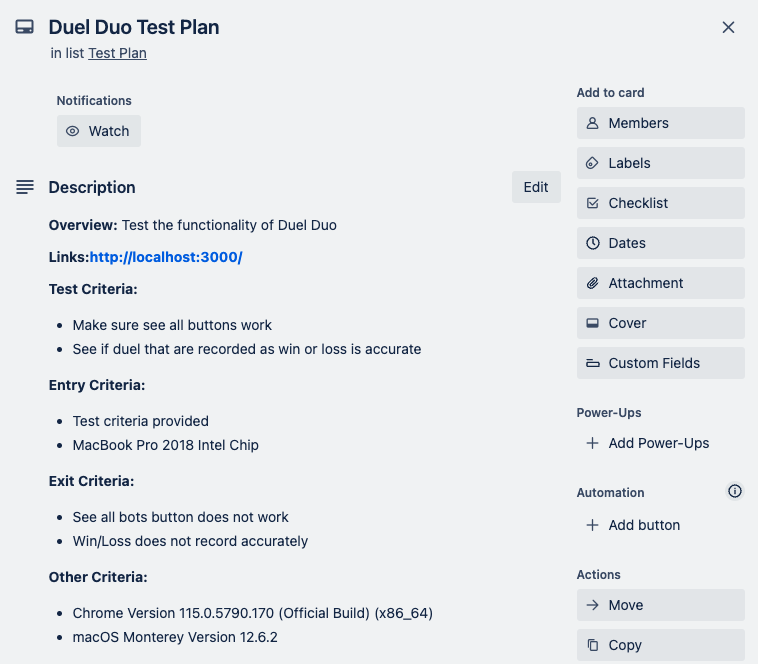 Duel Duo Test Plan
in list Test Plan
Notifications
Watch
Description
Edit
Overview: Test the functionality of Duel Duo
Links:http://localhost:3000/
Test Criteria:
• Make sure see all buttons work
• See if duel that are recorded as win or loss is accurate
Entry Criteria:
• Test criteria provided
• MacBook Pro 2018 Intel Chip
Exit Criteria:
• See all bots button does not work
• Win/Loss does not record accurately
Other Criteria:
• Chrome Version 115.0.5790.170 (Official Build) (x86_64)
• macOS Monterey Version 12.6.2
Add to card
Members
Labels
Checklist
Dates
Attachment
Cover
Custom Fields
Power-Ups
Add Power-Ups
Automation
Add button
Actions
Move
Copy